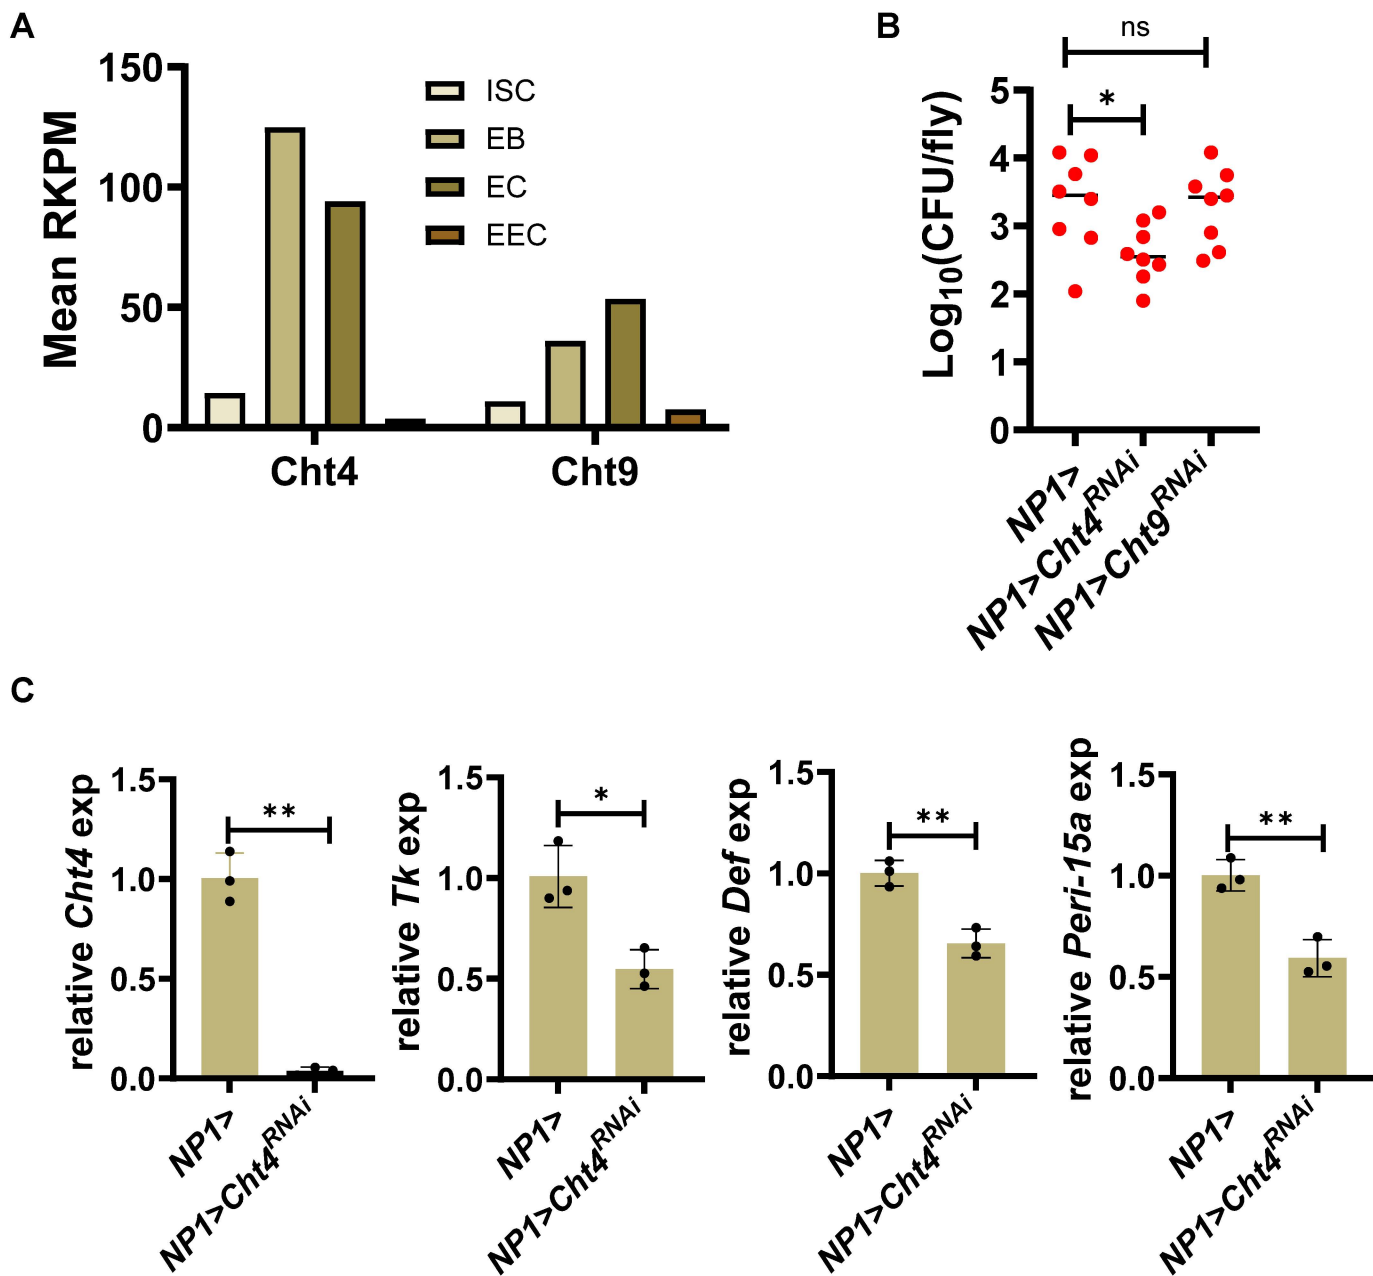 A
150
100
50
0
Mean RKPM
ISC
EB
EC
EEC
Cht4
Cht9
B
ns
*
5
4
3
2
1
0
Log10(CFU/fly)
NP1>
NP1>Cht4RNAi
NP1>Cht9RNAi
C
1.5
1.0
0.5
0.0
relative Cht4 exp
**
NP1>
NP1>Cht4RNAi
1.5
1.0
0.5
0.0
relative Tk exp
*
NP1>
NP1>Cht4RNAi
1.5
1.0
0.5
0.0
relative Def exp
**
NP1>
NP1>Cht4RNAi
1.5
1.0
0.5
0.0
relative Peri-15a exp
**
NP1>
NP1>Cht4RNAi